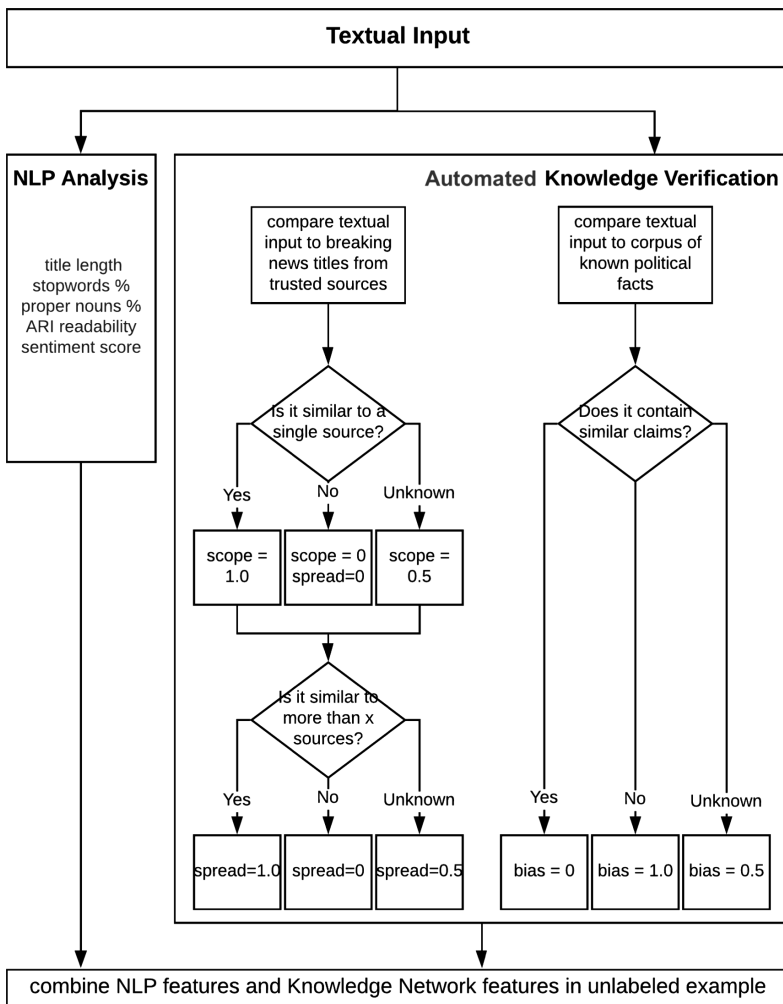 Textual Input
NLP Analysis
title length
stopwords %
proper nouns %
ARI readability
sentiment score
Automated Knowledge Verification
compare textual
input to breaking
news titles from
trusted sources
Is it similar to a
single source?
Yes
No
Unknown
scope =
1.0
scope = 0
spread=0
scope =
0.5
Is it similar to
more than x
sources?
Yes
No
Unknown
spread=1.0
spread=0
spread=0.5
compare textual
input to corpus of
known political
facts
Does it contain
similar claims?
Yes
No
Unknown
bias = 0
bias = 1.0
bias = 0.5
combine NLP features and Knowledge Network features in unlabeled example